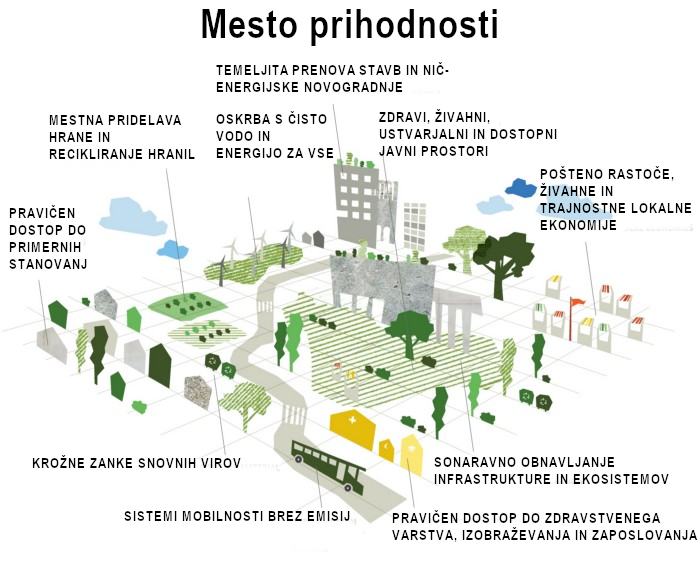 Mesto prihodnosti
TEMELJITA PRENOVA STAVB IN NIČ-
ENERGIJSKE NOVOGRADNJE
MESTNA PRIDELAVA
HRANE IN
RECIKLIRANJE HRANIL
OSKRBA S ČISTO
VODO IN
ENERGIJO ZA VSE
ZDRAVI, ŽIVAHNI,
USTVARJALNI IN DOSTOPNI
JAVNI PROSTORI
POŠTENO RASTOČE,
ŽIVAHNE IN
TRAJNOSTNE LOKALNE
EKONOMIJE
PRAVIČEN
DOSTOP DO
PRIMERNIH
STANOVANJ
KROŽNE ZANKE SNOVNIH VIROV
SONARAVNO OBNAVLJANJE
INFRASTRUKTURE IN EKOSISTEMOV
SISTEMI MOBILNOSTI BREZ EMISIJ
PRAVIČEN DOSTOP DO ZDRAVSTVENEGA
VARSTVA, IZOBRAŽEVANJA IN ZAPOSLOVANJA